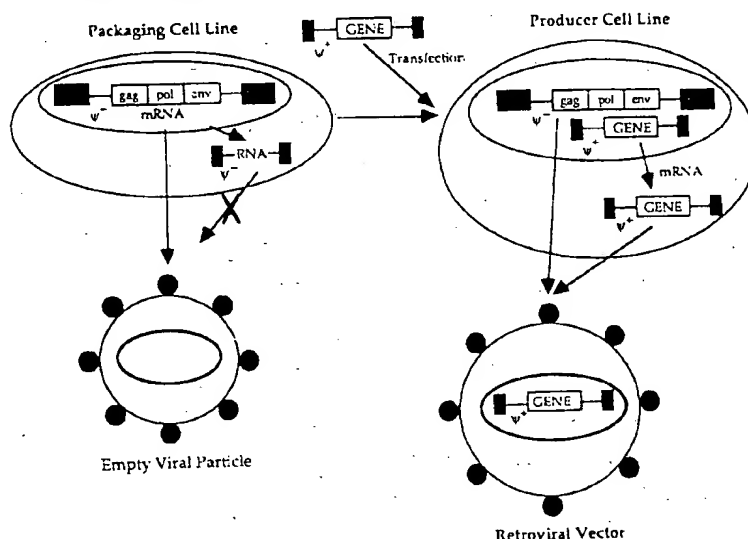 Packaging Cell Line
ψ+ GENE
Transfection
Producer Cell Line
gag pol env
ψ−
mRNA
RNA
ψ−
X
gag pol env
ψ−
GENE
ψ+
mRNA
GENE
ψ+
GENE
ψ+
Empty Viral Particle
Retroviral Vector